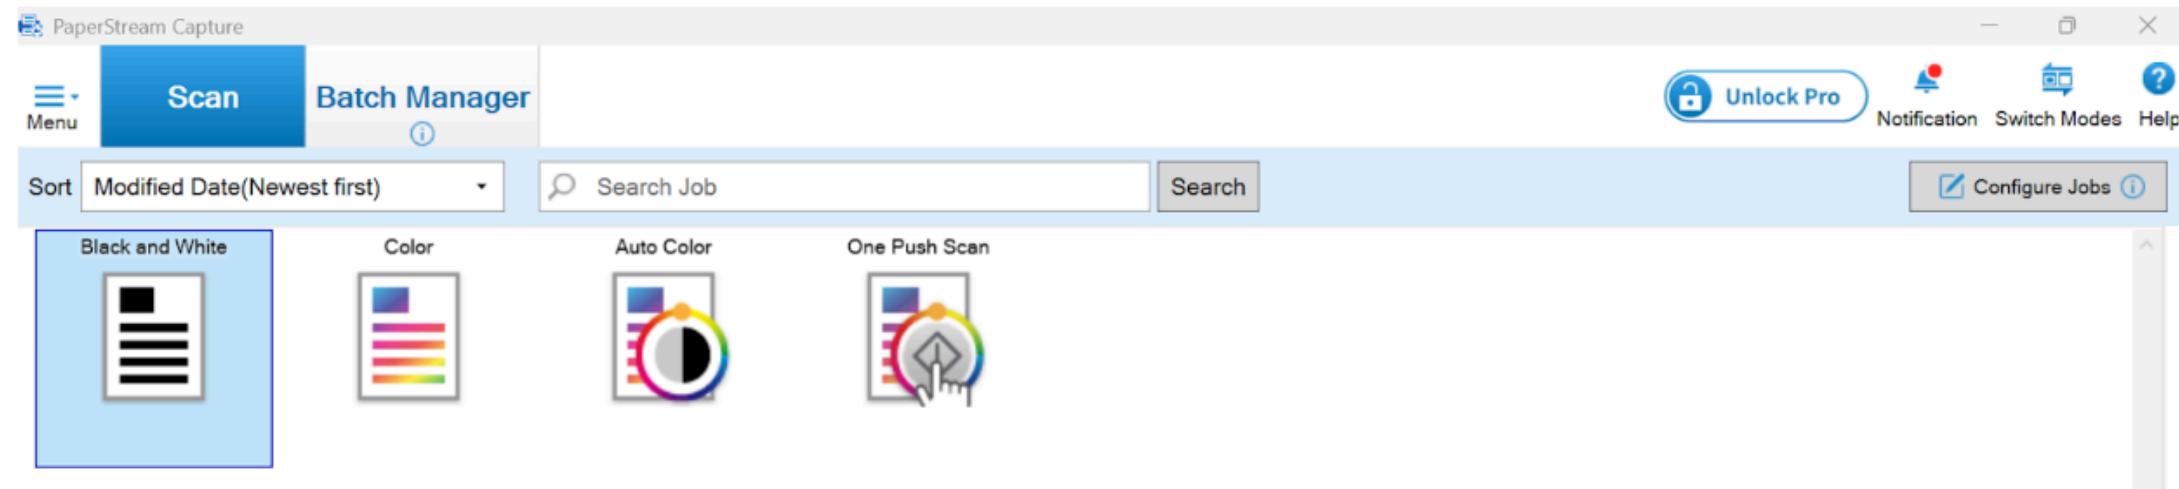 PaperStream Capture
Menu
Scan
Batch Manager
Unlock Pro
Notification
Switch Modes
Help
Sort
Modified Date(Newest first)
Search Job
Search
Configure Jobs
Black and White
Color
Auto Color
One Push Scan